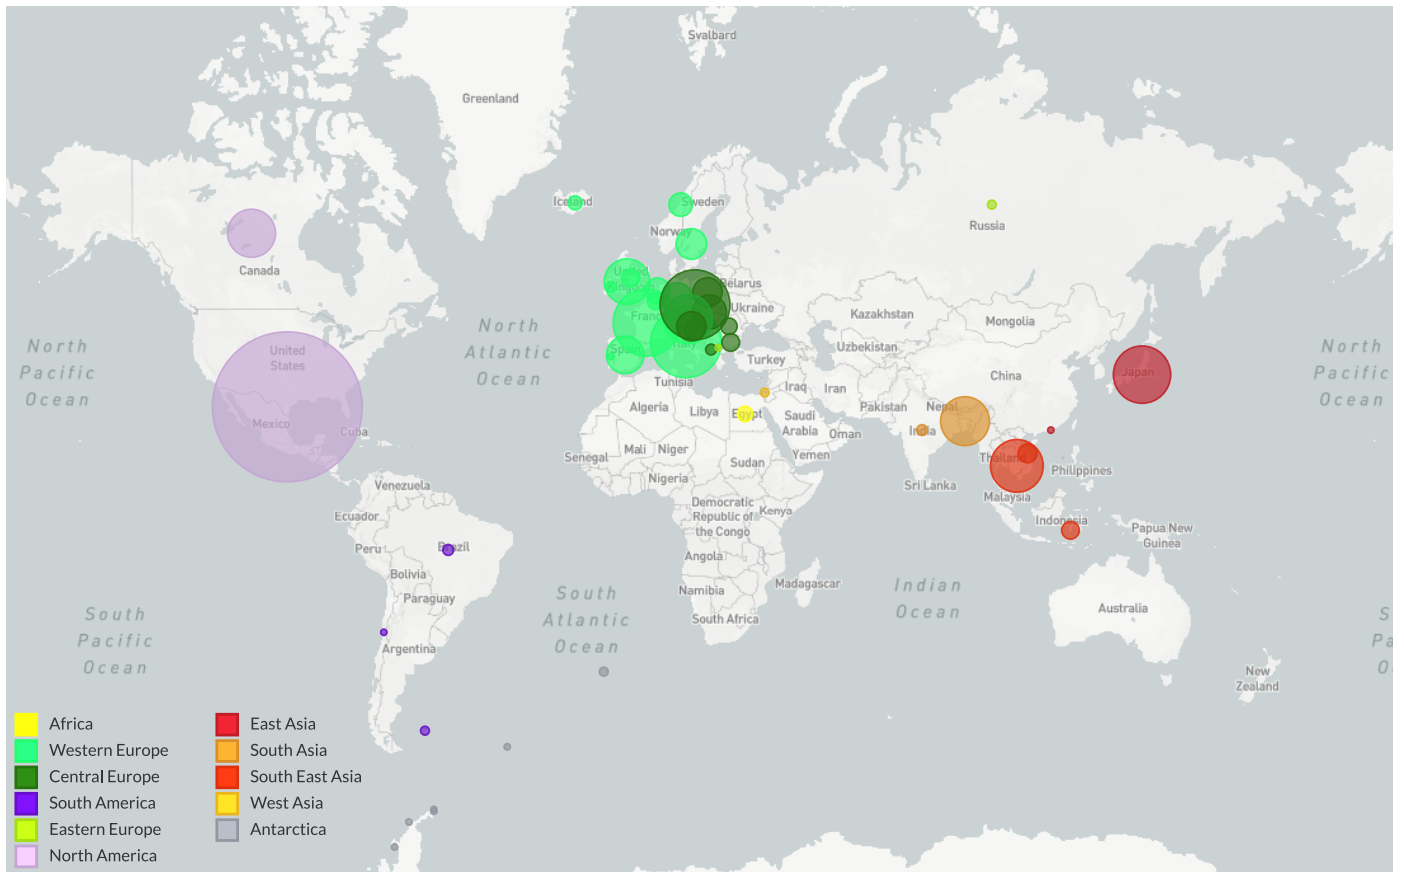 Svalbard
Greenland
Iceland
Sweden
Russia
Norway
Canada
United
Kingdom
Belarus
Ukraine
Kazakhstan
Mongolia
France
North
Atlantic
Ocean
North
Pacific
Ocean
North
Pacific
Ocean
United
States
Spain
Italy
Uzbekistan
Turkey
China
Japan
Tunisia
Iraq
Iran
Algeria
Libya
Egypt
Saudi
Arabia
Pakistan
Nepal
Mexico
Cuba
Oman
India
Mali
Niger
Senegal
Yemen
Sudan
Thailand
Philippines
Nigeria
Sri Lanka
Malaysia
Venezuela
Ecuador
Democratic
Republic of
the Congo
Kenya
Indonesia
Papua New
Guinea
Peru
Brazil
Angola
Bolivia
Madagascar
Namibia
Paraguay
South Africa
Indian
Ocean
Australia
South
Pacific
Ocean
South
Atlantic
Ocean
Argentina
S
Pa
O
New
Zealand
Africa
Western Europe
Central Europe
South America
Eastern Europe
North America
East Asia
South Asia
South East Asia
West Asia
Antarctica